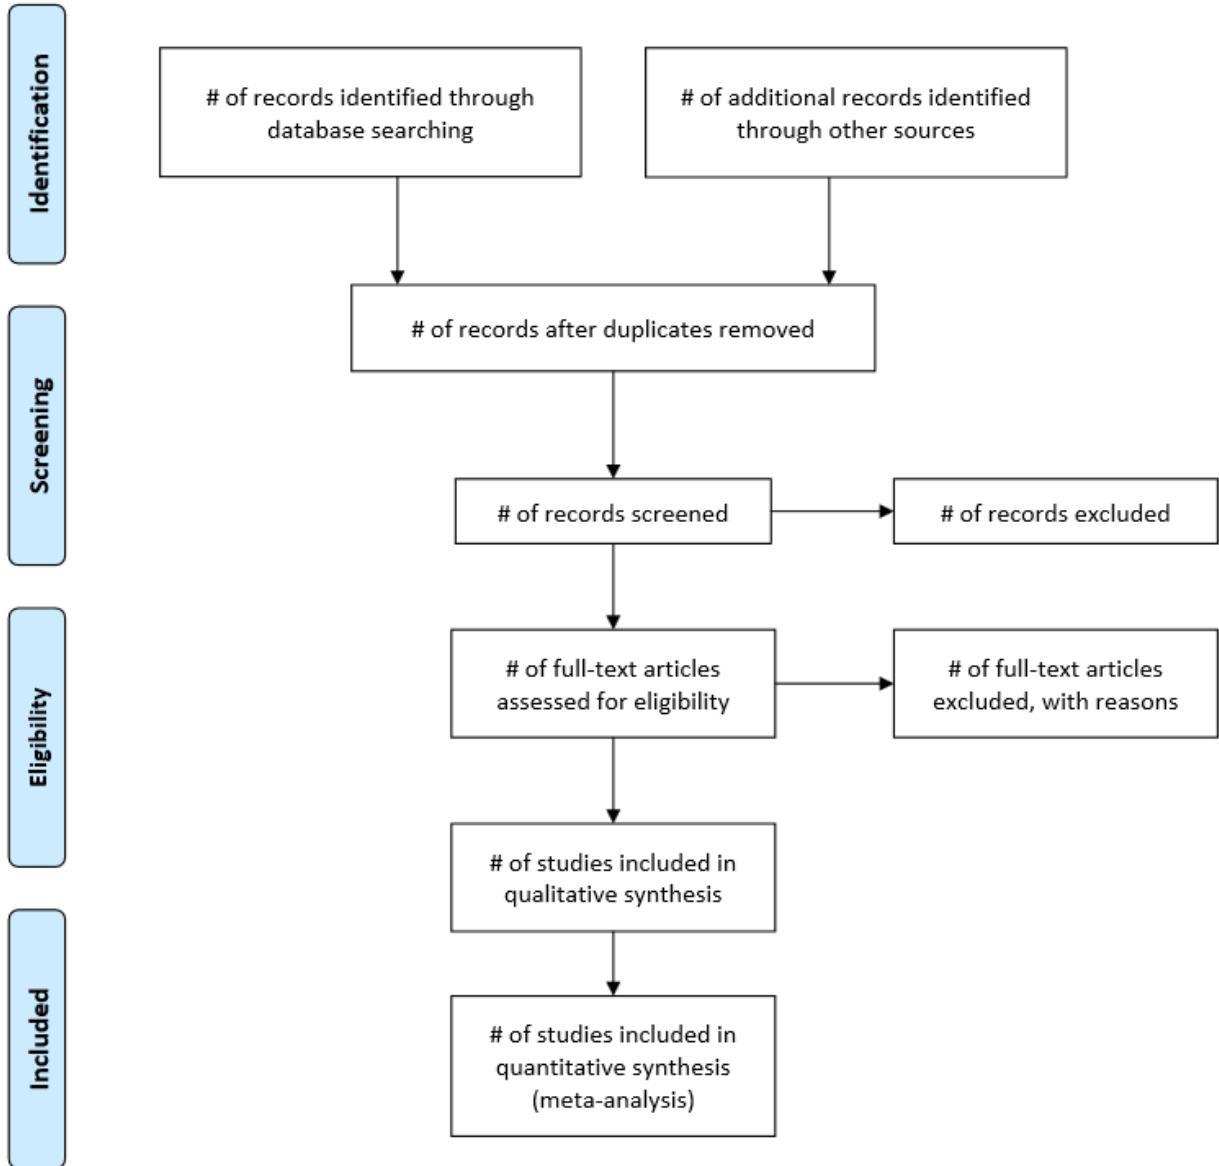 Identification
# of records identified through
database searching
# of additional records identified
through other sources
Screening
# of records after duplicates removed
# of records screened
# of records excluded
Eligibility
# of full-text articles
assessed for eligibility
# of full-text articles
excluded, with reasons
# of studies included in
qualitative synthesis
Included
# of studies included in
quantitative synthesis
(meta-analysis)